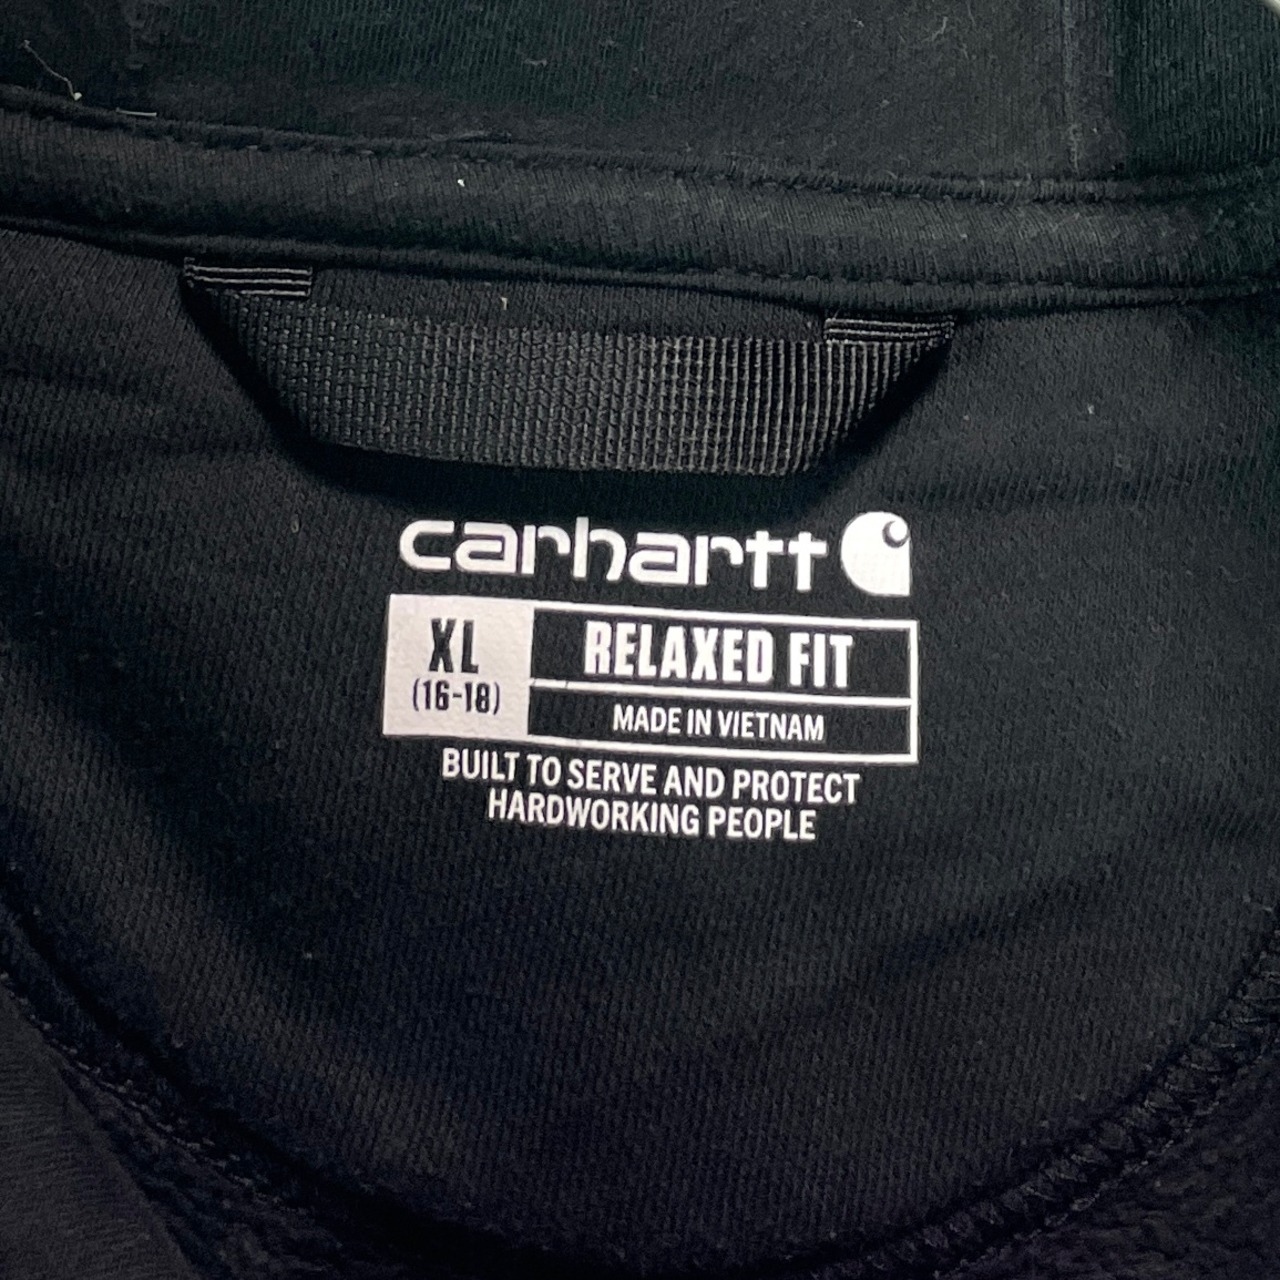 carhartt
XL
(16-18)
RELAXED FIT
MADE IN VIETNAM
BUILT TO SERVE AND PROTECT
HARDWORKING PEOPLE